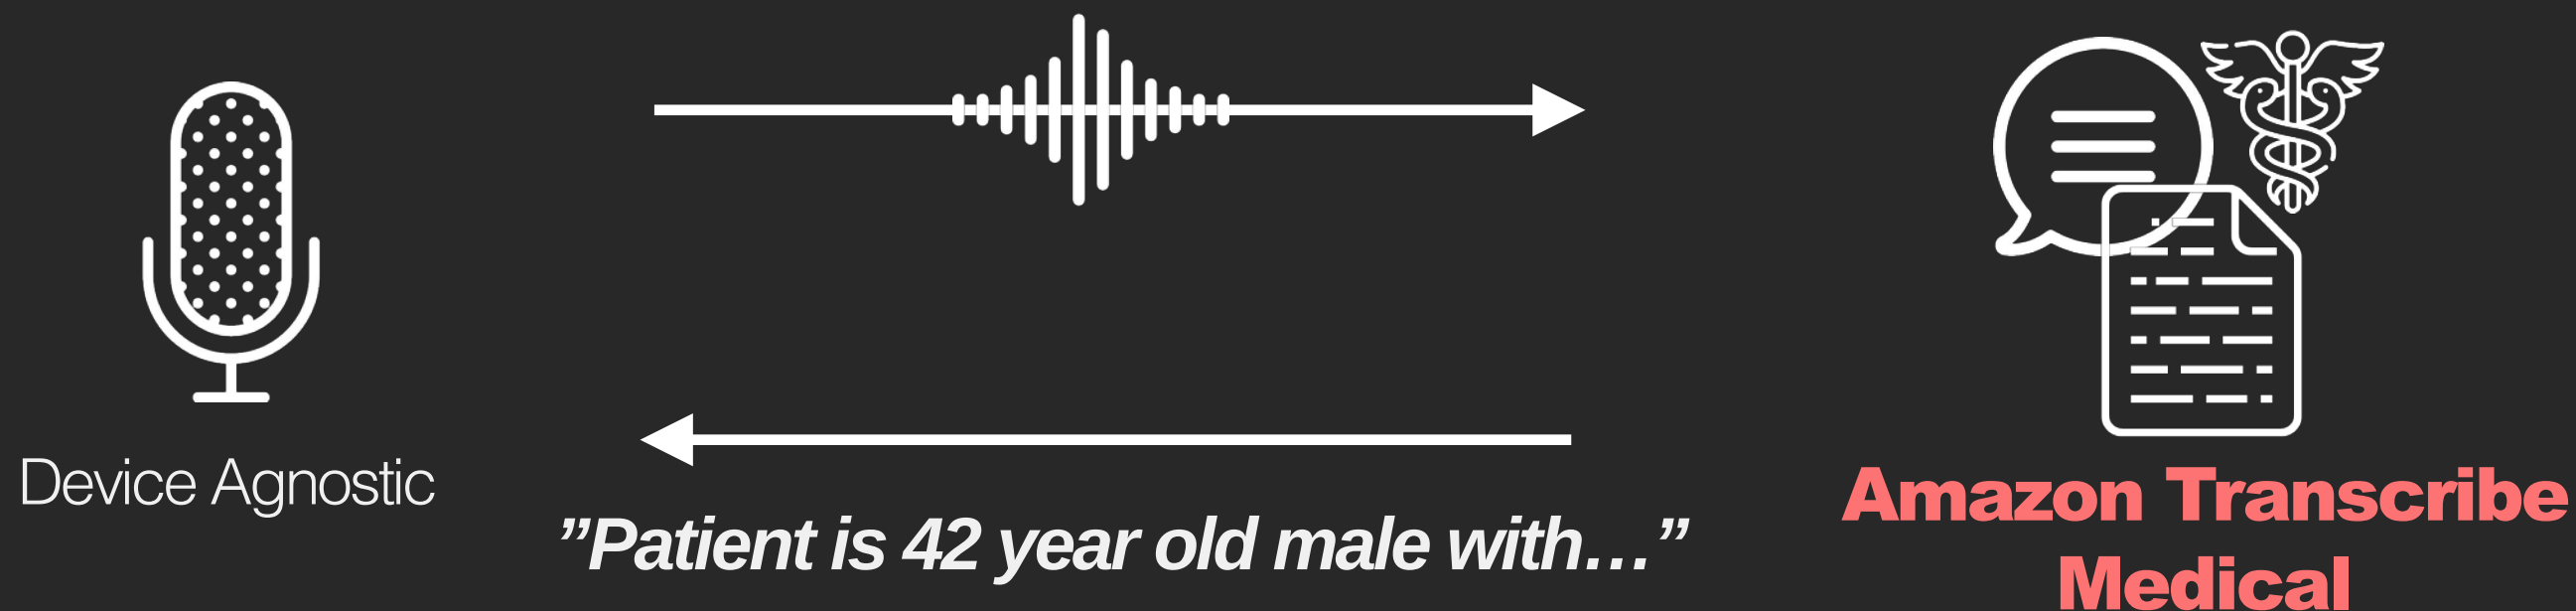 Device Agnostic
”Patient is 42 year old male with…”
Amazon Transcribe
Medical